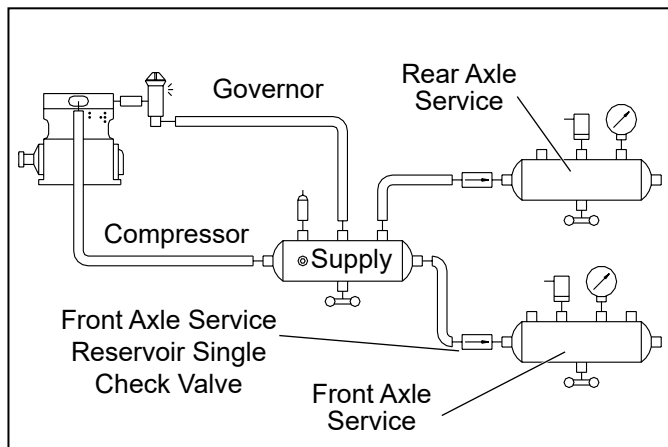 Governor
Rear Axle
Service
Compressor
Supply
Front Axle Service
Reservoir Single
Check Valve
Front Axle
Service